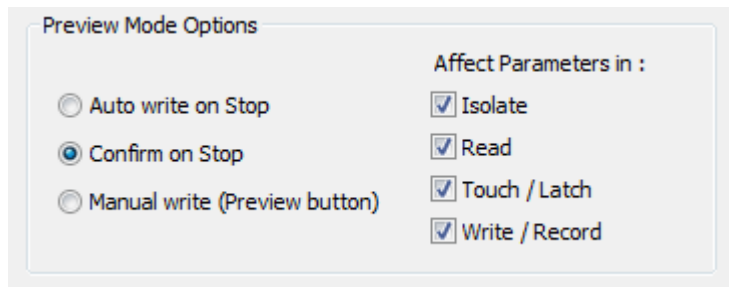 Preview Mode Options
Auto write on Stop
Confirm on Stop
Manual write (Preview button)
Affect Parameters in :
Isolate
Read
Touch / Latch
Write / Record